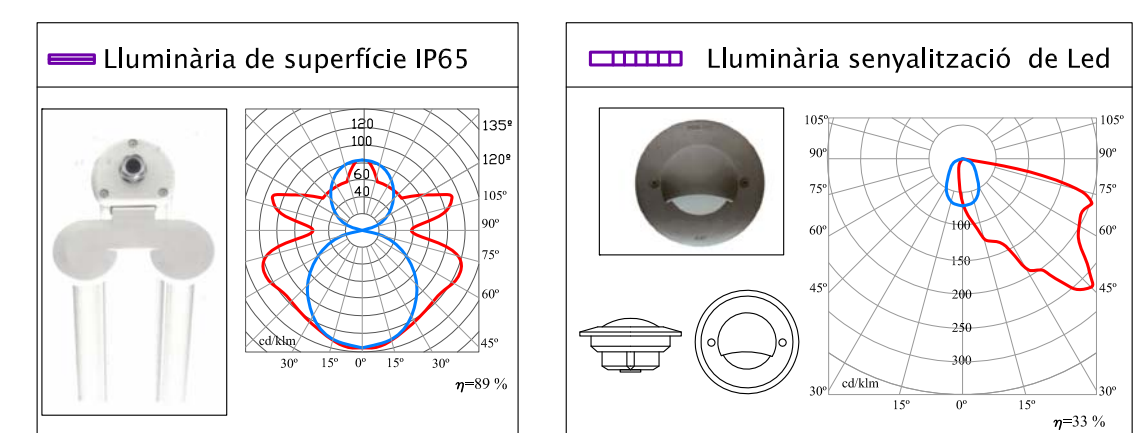 Lluminària de superfície IP65
120
100
60
40
135º
120º
105º
90º
75º
60º
45º
cd/klm
30º 15º 0º 15º 30º
η=89 %
Lluminària senyalització de Led
105º 105º
90º 90º
75º 75º
60º 60º
45º 45º
30º 30º
100
150
200
250
300
cd/klm
15º 0º 15º
η=33 %